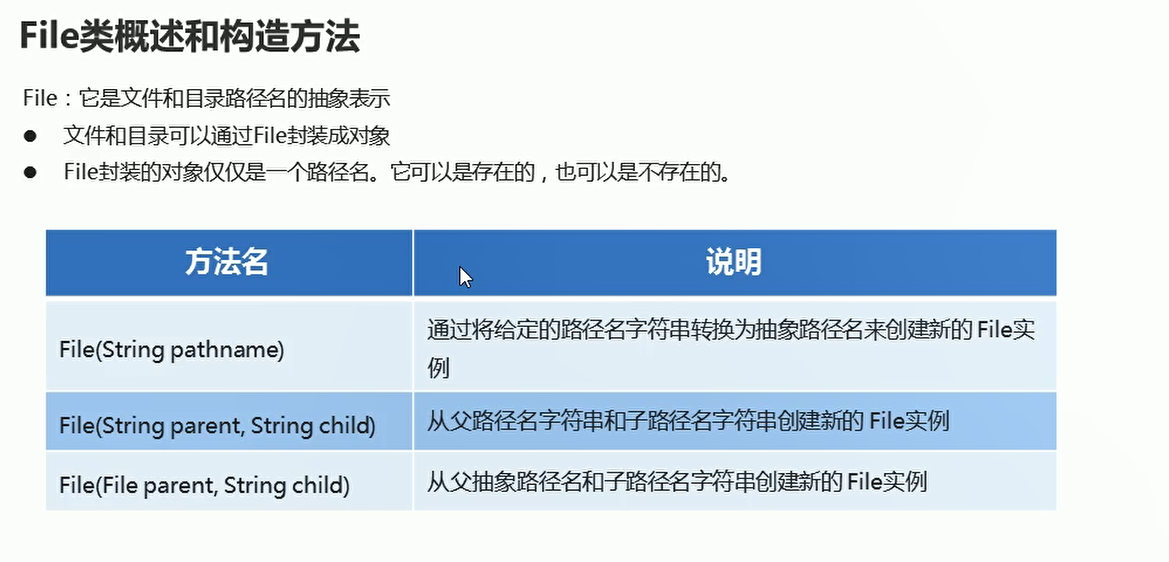 File类概述和构造方法
File：它是文件和目录路径名的抽象表示
● 文件和目录可以通过File封装成对象
● File封装的对象仅仅是一个路径名。它可以是存在的，也可以是不存在的。
方法名 说明
File(String pathname) 通过将给定的路径名字符串转换为抽象路径名来创建新的 File实
例
File(String parent, String child) 从父路径名字符串和子路径名字符串创建新的 File实例
File(File parent, String child) 从父抽象路径名和子路径名字符串创建新的 File实例